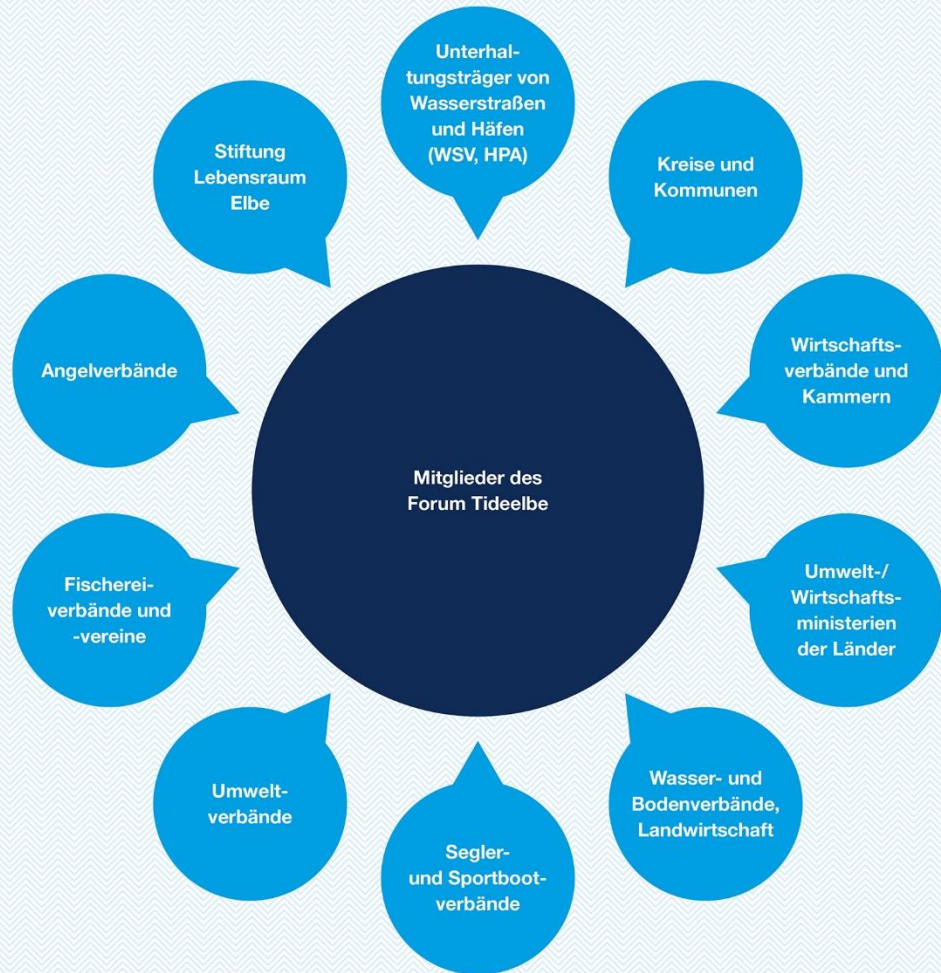 Unterhal-
tungsträger von
Wasserstraßen
und Häfen
(WSV, HPA)
Kreise und
Kommunen
Wirtschafts-
verbände und
Kammern
Umwelt-/
Wirtschafts-
ministerien
der Länder
Wasser- und
Bodenverbände,
Landwirtschaft
Segler-
und Sportboot-
verbände
Umwelt-
verbände
Fischerei-
verbände und
-vereine
Angelverbände
Stiftung
Lebensraum
Elbe
Mitglieder des
Forum Tideelbe